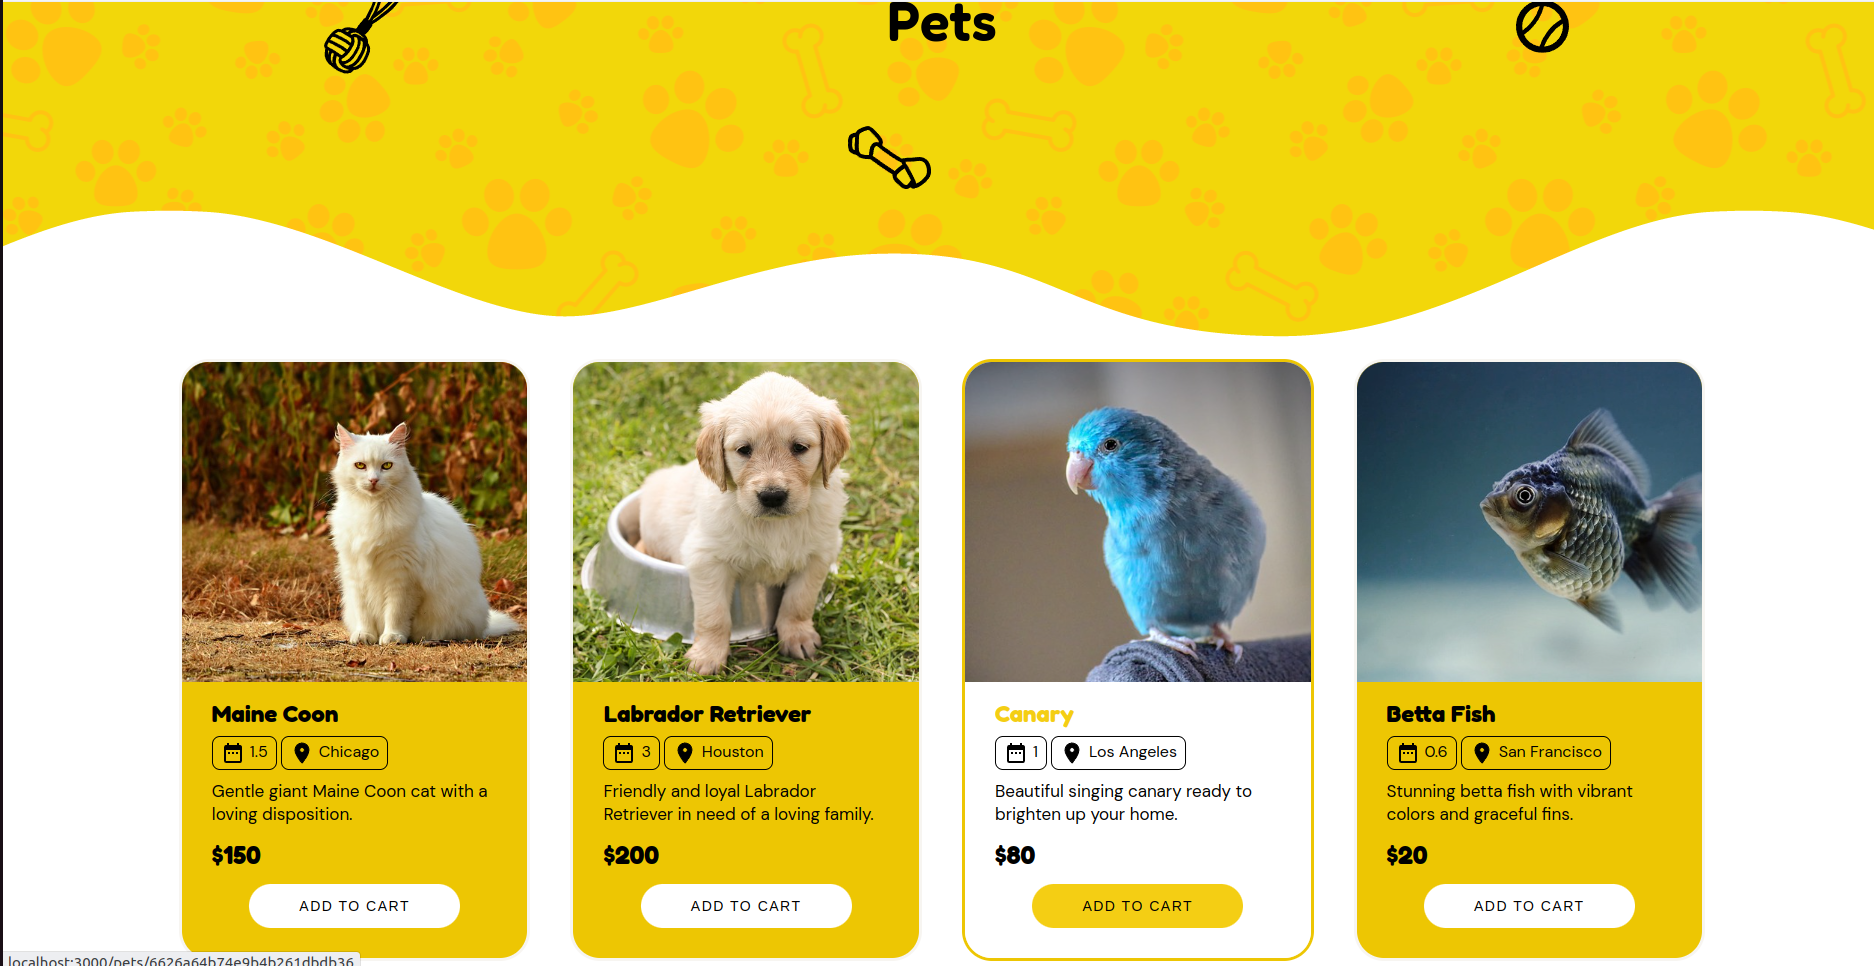 Pets
Maine Coon
1.5 Chicago
Gentle giant Maine Coon cat with a
loving disposition.
$150
ADD TO CART
Labrador Retriever
3 Houston
Friendly and loyal Labrador
Retriever in need of a loving family.
$200
ADD TO CART
Canary
1 Los Angeles
Beautiful singing canary ready to
brighten up your home.
$80
ADD TO CART
Betta Fish
0.6 San Francisco
Stunning betta fish with vibrant
colors and graceful fins.
$20
ADD TO CART
localhost:3000/pets/6626a64b74e9b4b261dbdb36